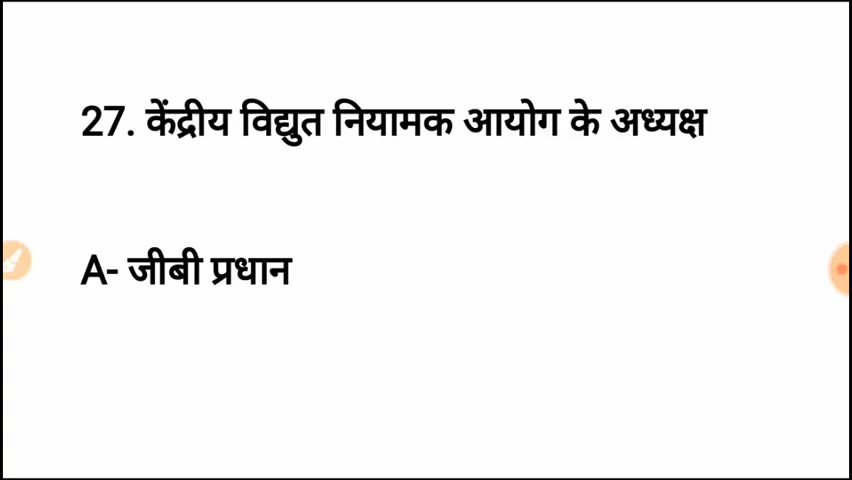 27. केंद्रीय विद्युत नियामक आयोग के अध्यक्ष
A- जीबी प्रधान